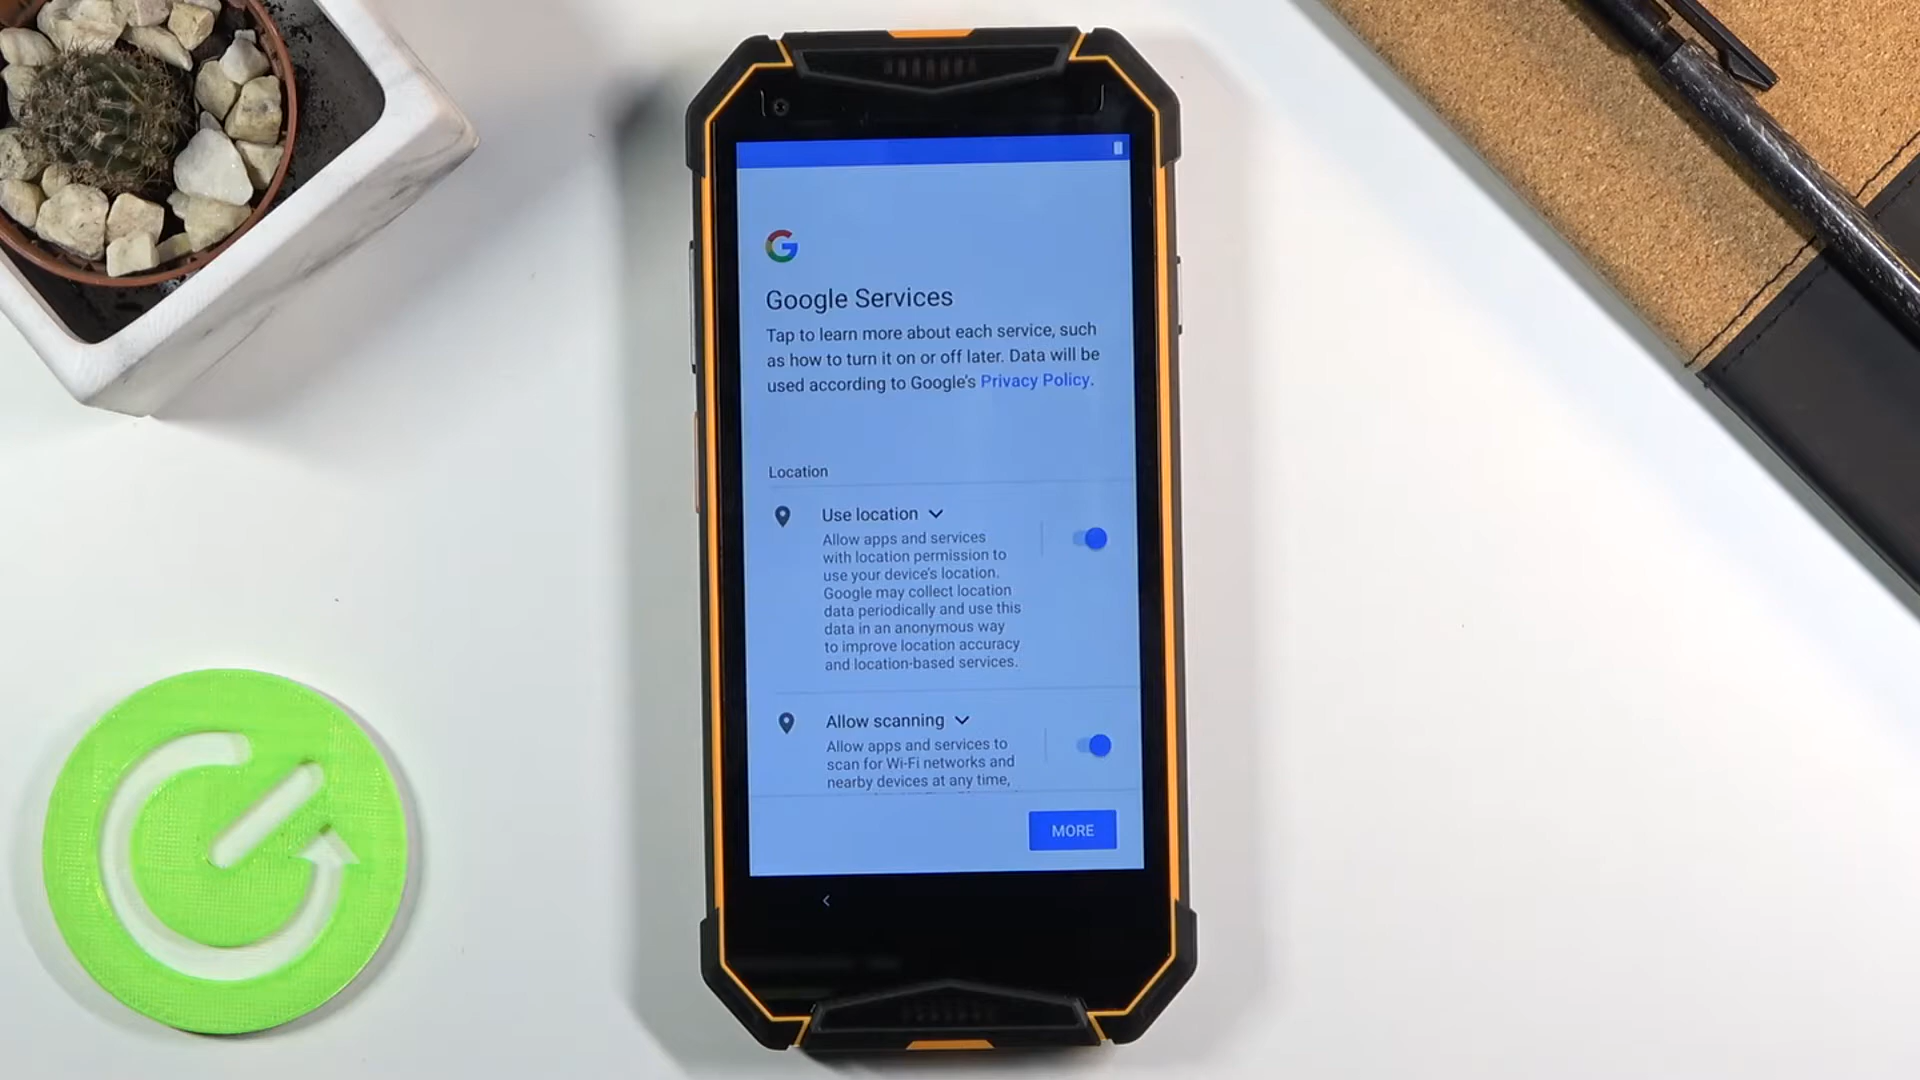 Google Services
Tap to learn more about each service, such
as how to turn it on or off later. Data will be
used according to Google's Privacy Policy.
Location
Use location
Allow apps and services
with location permission to
use your device's location.
Google may collect location
data periodically and use this
data in an anonymous way
to improve location accuracy
and location-based services.
Allow scanning
Allow apps and services to
scan for Wi-Fi networks and
nearby devices at any time,
MORE